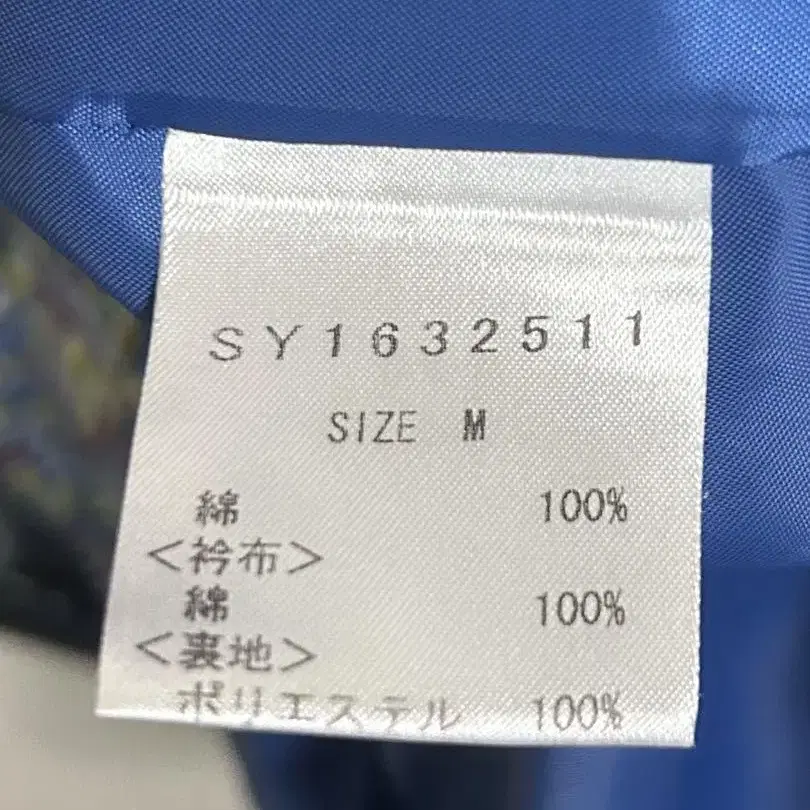 SY1632511
SIZE M
綿 100%
<衿布>
綿 100%
<裏地>
ポリエステル 100%